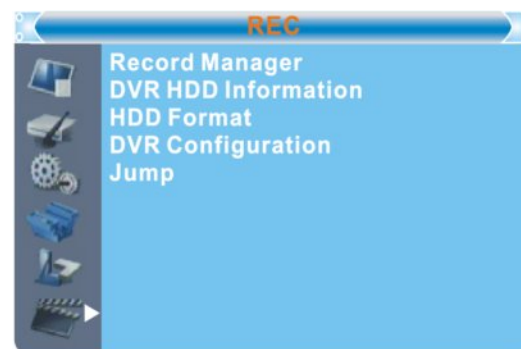 REC
Record Manager
DVR HDD Information
HDD Format
DVR Configuration
Jump